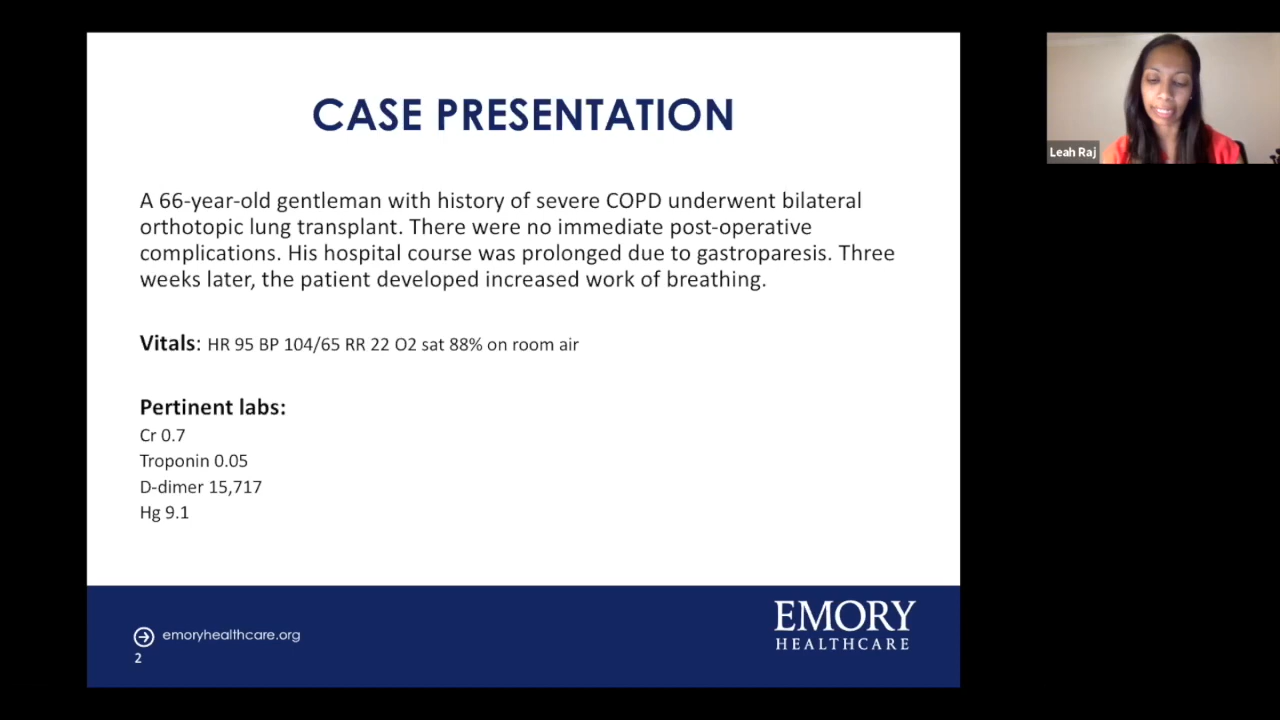 CASE PRESENTATION
Leah Raj
A 66-year-old gentleman with history of severe COPD underwent bilateral
orthotopic lung transplant. There were no immediate post-operative
complications. His hospital course was prolonged due to gastroparesis. Three
weeks later, the patient developed increased work of breathing.
Vitals: HR 95 BP 104/65 RR 22 O2 sat 88% on room air
Pertinent labs:
Cr 0.7
Troponin 0.05
D-dimer 15,717
Hg 9.1
emoryhealthcare.org
2
EMORY
HEALTHCARE